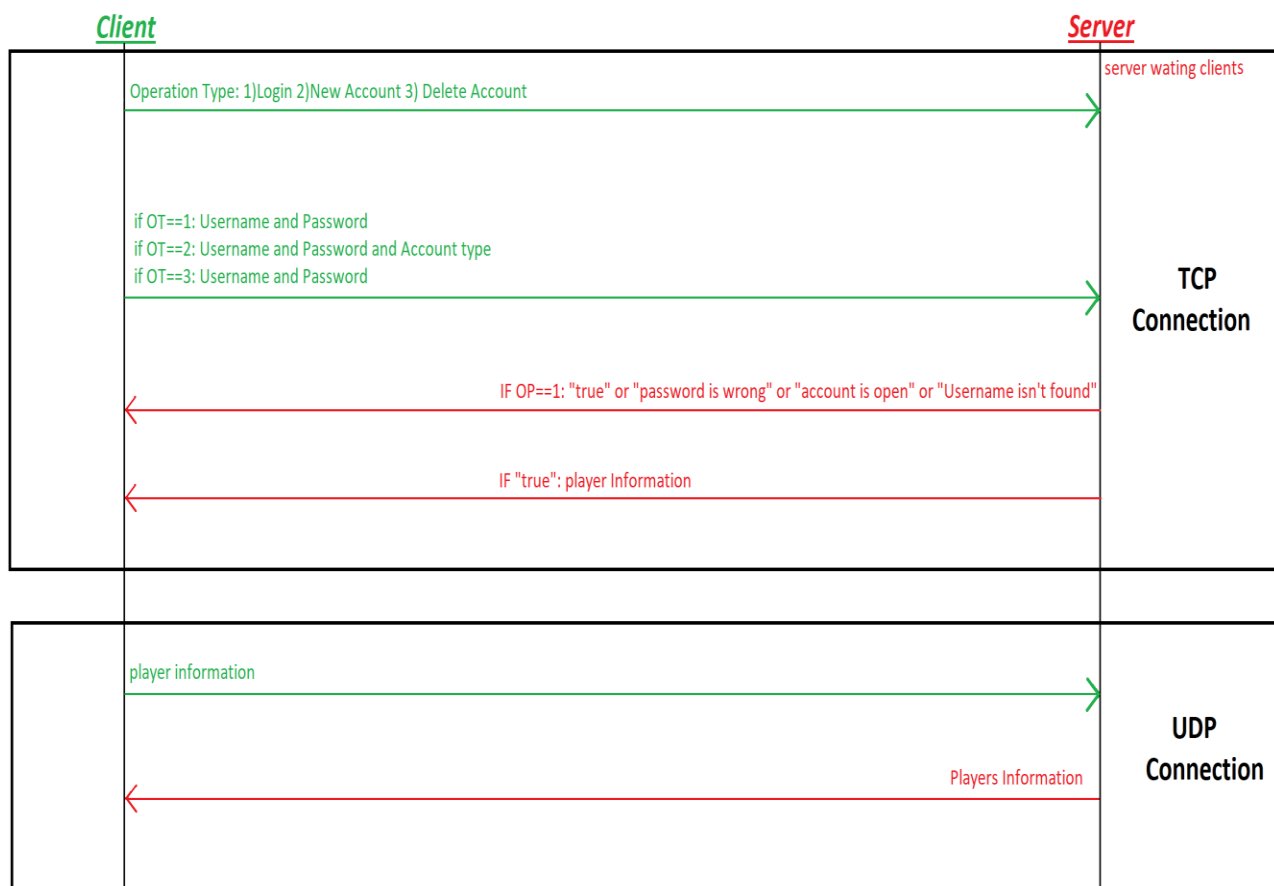 Client
Server
server wating clients
Operation Type: 1)Login 2)New Account 3) Delete Account
if OT==1: Username and Password
if OT==2: Username and Password and Account type
if OT==3: Username and Password
TCP
Connection
IF OP==1: "true" or "password is wrong" or "account is open" or "Username isn't found"
IF "true": player Information
player information
UDP
Connection
Players Information